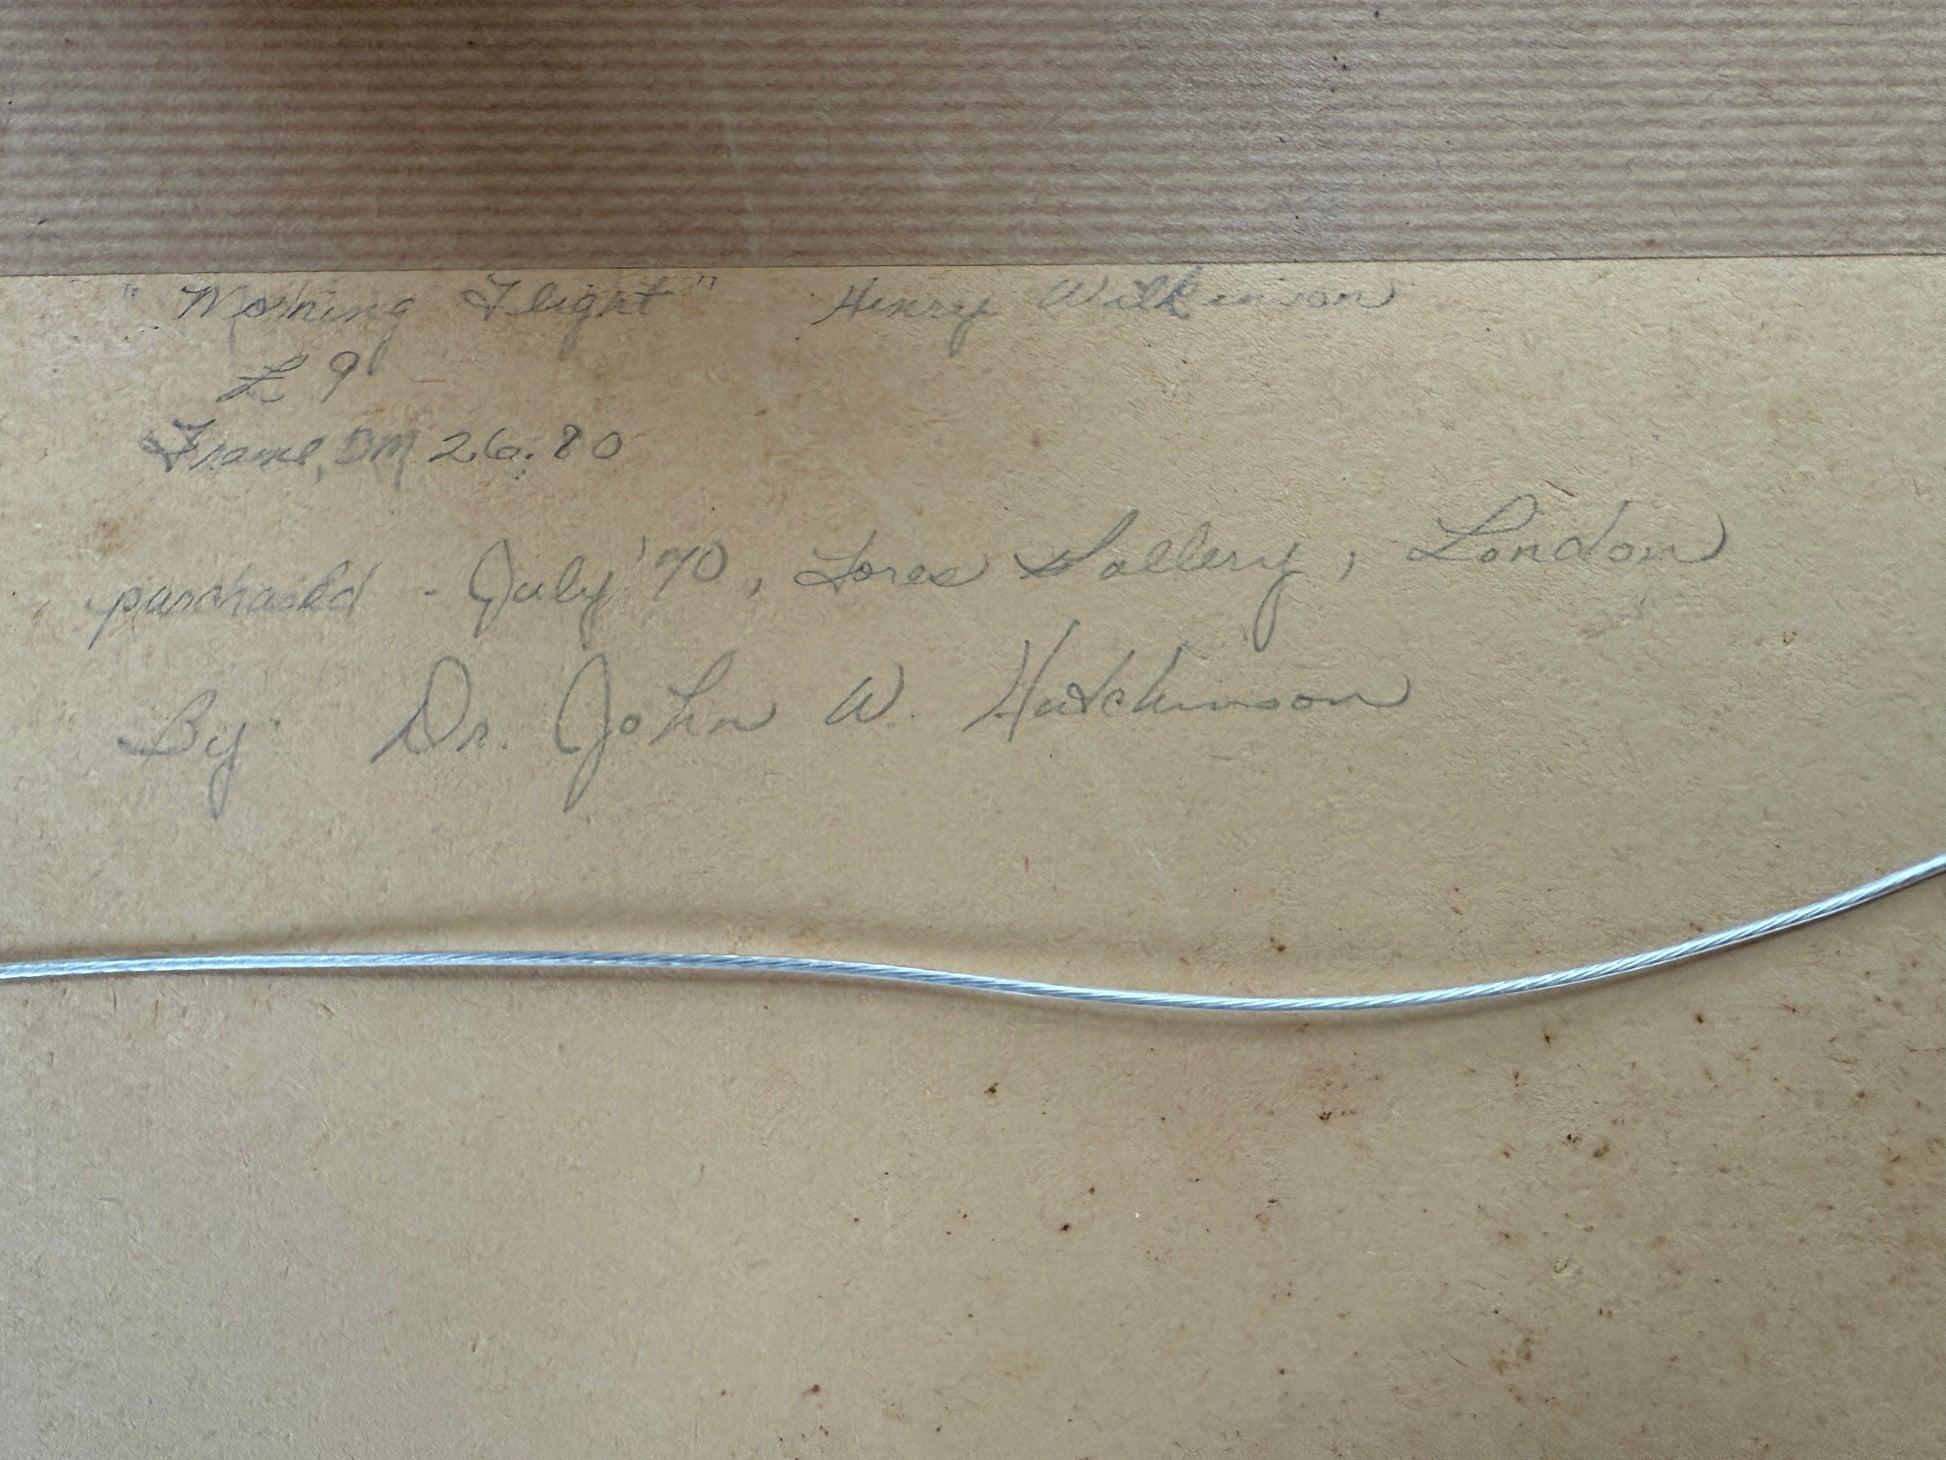 "Morning Flight" Henry Wilkinson
£9
Frame, DM 26.80
purchased - July '70, Gallery, London
By: Dr. John W. Hutchinson